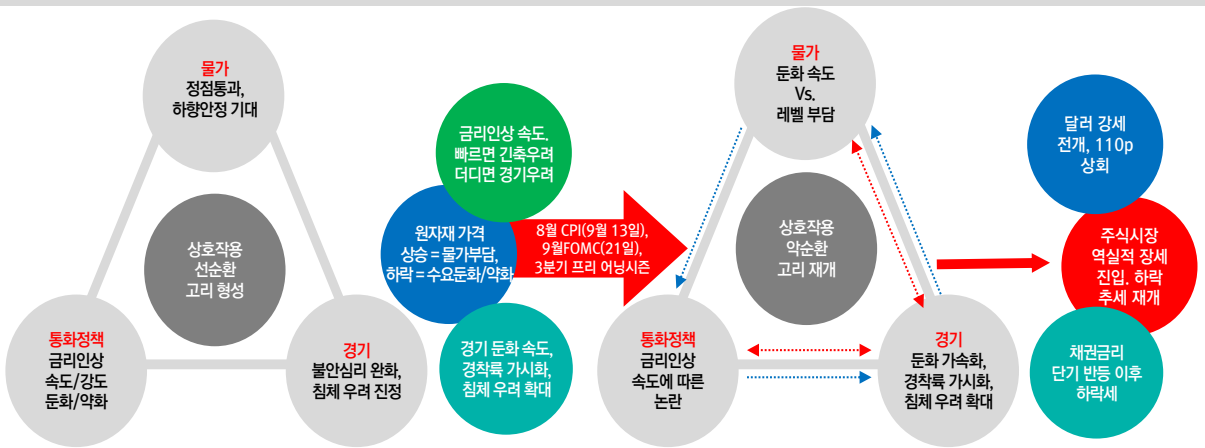 물가
정점통과,
하향안정 기대
상호작용
선순환
고리 형성
통화정책
금리인상
속도/강도
둔화/약화
경기
불안심리 완화,
침체 우려 진정
금리인상 속도.
빠르면 긴축우려
더디면 경기우려
원자재 가격
상승 = 물가부담,
하락 = 수요둔화/약화
경기 둔화 속도,
경착륙 가시화,
침체 우려 확대
8월 CPI(9월 13일),
9월FOMC(21일),
3분기 프리 어닝시즌
물가
둔화 속도
Vs.
레벨 부담
상호작용
악순환
고리 재개
통화정책
금리인상
속도에 따른
논란
경기
둔화 가속화,
경착륙 가시화,
침체 우려 확대
달러 강세
전개, 110p
상회
주식시장
역실적 장세
진입. 하락
추세 재개
채권금리
단기 반등 이후
하락세